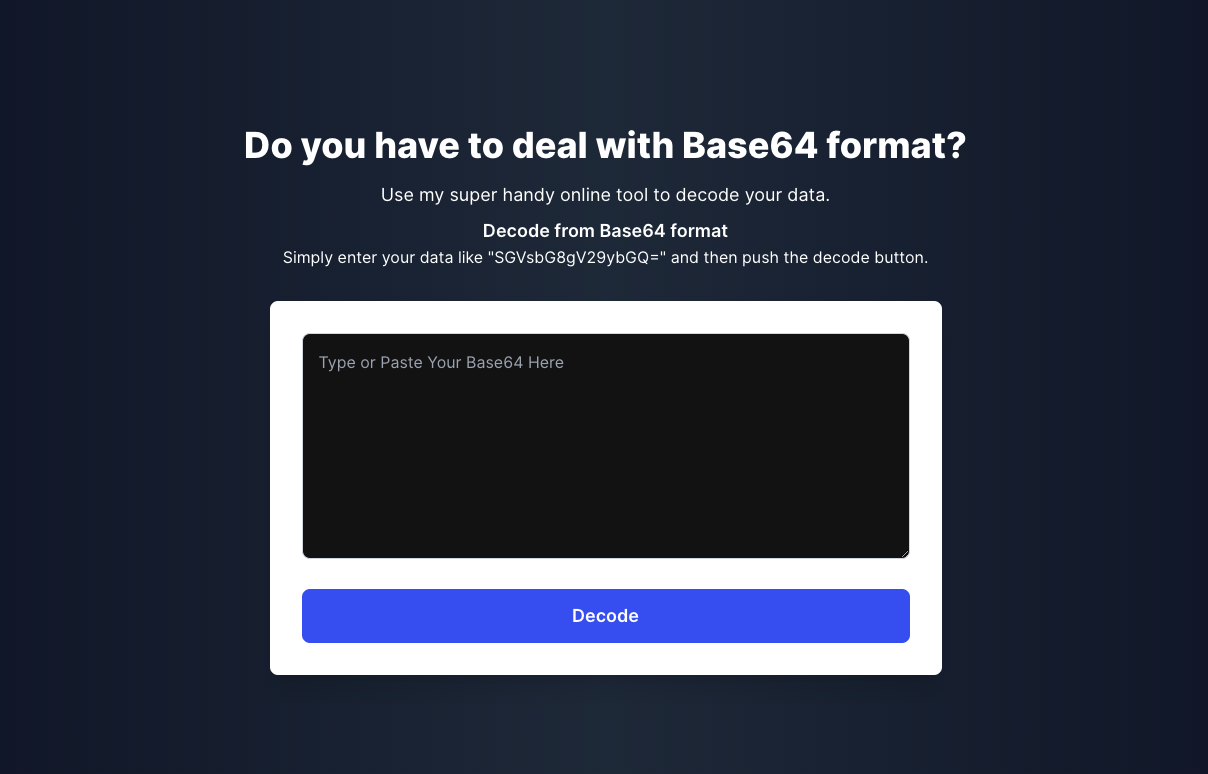 Do you have to deal with Base64 format?
Use my super handy online tool to decode your data.
Decode from Base64 format
Simply enter your data like "SGVsbG8gV29ybGQ=" and then push the decode button.
Type or Paste Your Base64 Here
Decode